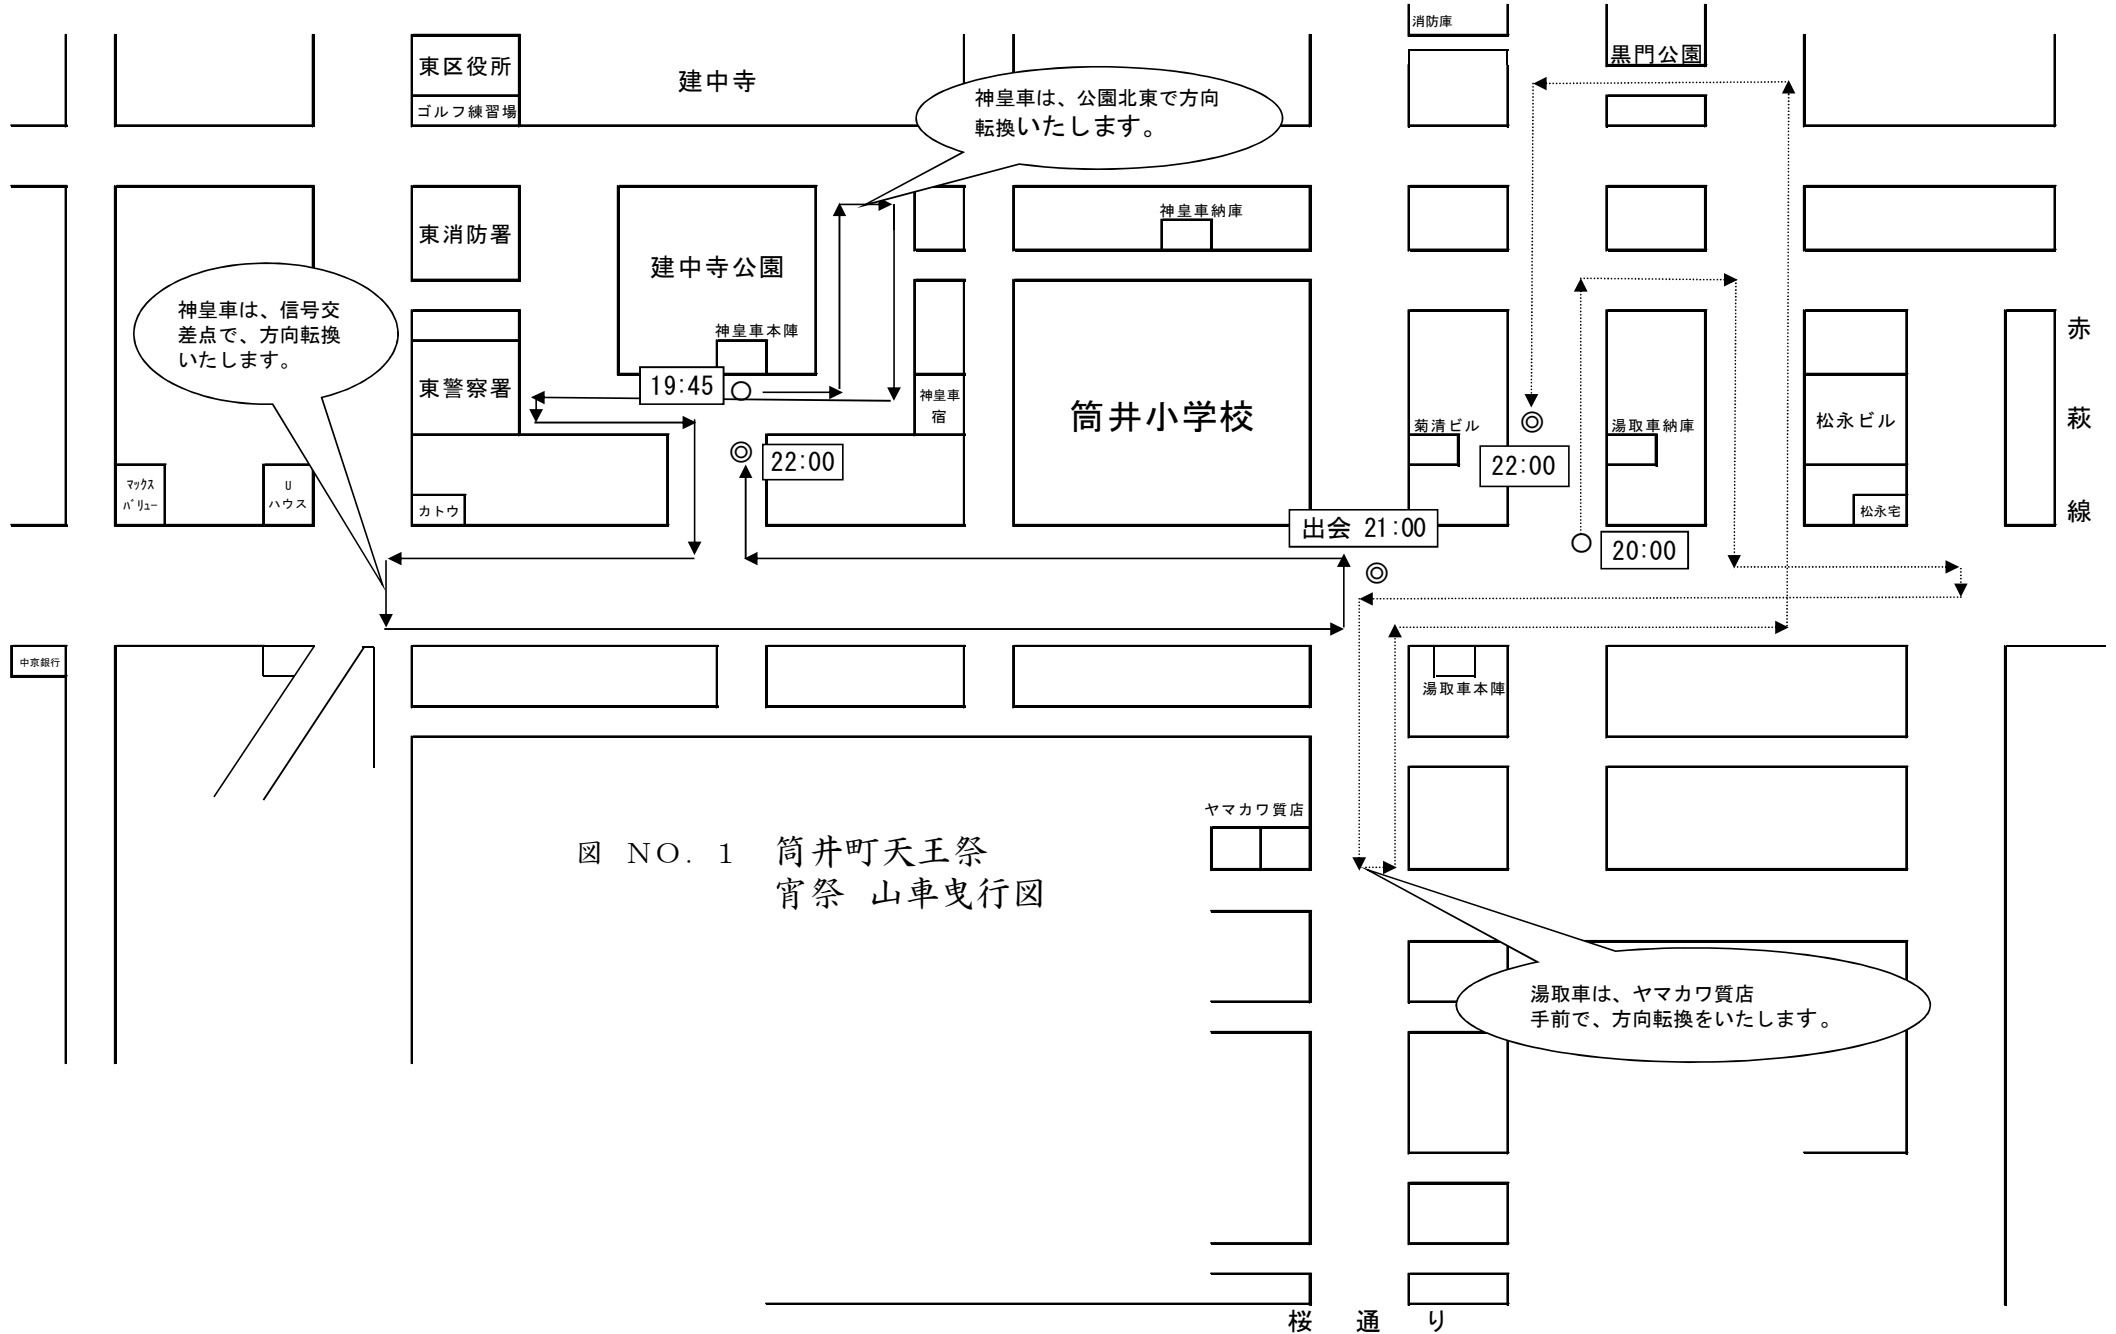 消防庫
東区役所
建中寺
黒門公園
ゴルフ練習場
神皇車は、公園北東で方向
転換いたします。
東消防署
神皇車納庫
建中寺公園
神皇車は、信号交
差点で、方向転換
いたします。
神皇車本陣
赤
萩
線
東警察署
19:45
神皇車
宿
筒井小学校
菊清ビル
湯取車納庫
松永ビル
22:00
22:00
マックス
バリュー
U
ハウス
カトウ
松永宅
出会 21:00
20:00
中京銀行
湯取車本陣
ヤマカワ質店
図 NO. 1 筒井町天王祭
宵祭 山車曳行図
湯取車は、ヤマカワ質店
手前で、方向転換をいたします。
桜 通 り